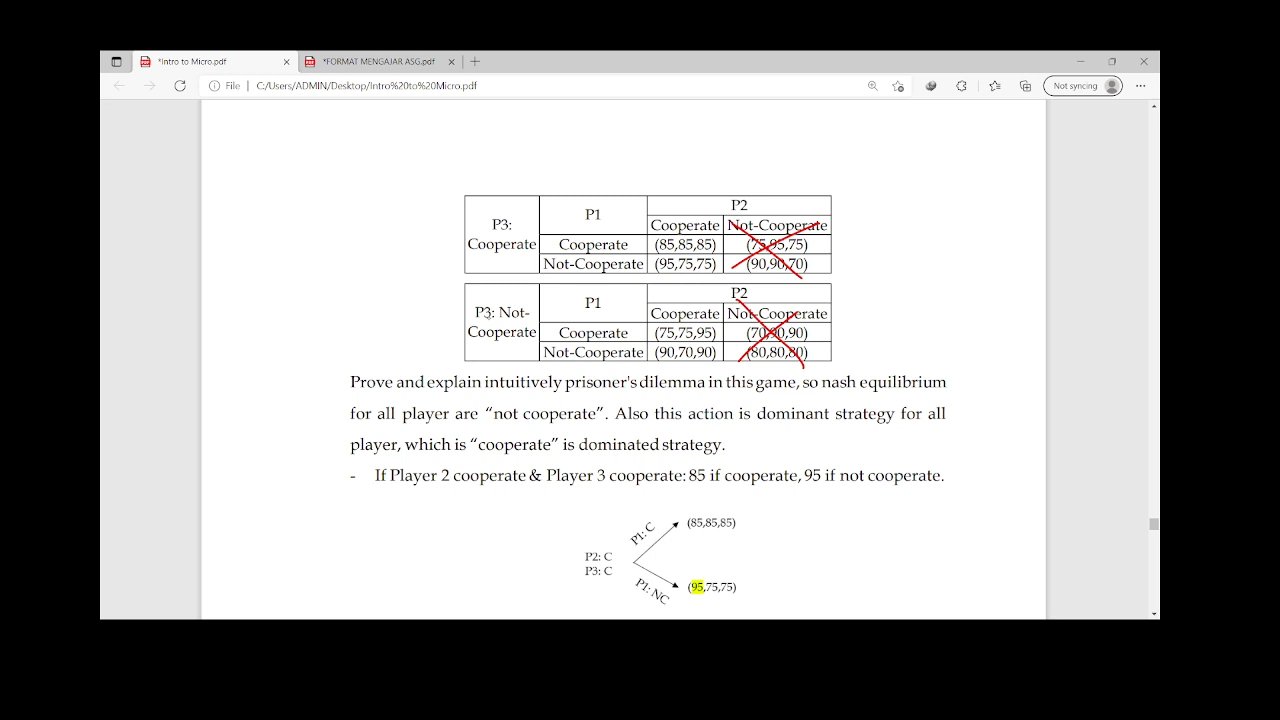 *Intro to Micro.pdf
*FORMAT MENGAJAR ASG.pdf
File
C:/Users/ADMIN/Desktop/Intro%20to%20Micro.pdf
Not syncing
P3:
Cooperate
P1
P2
Cooperate
Not-Cooperate
Cooperate
(85,85,85)
(75,95,75)
Not-Cooperate
(95,75,75)
(90,90,70)
P3: Not-
Cooperate
P1
P2
Cooperate
Not-Cooperate
Cooperate
(75,75,95)
(70,90,90)
Not-Cooperate
(90,70,90)
(80,80,80)
Prove and explain intuitively prisoner's dilemma in this game, so nash equilibrium
for all player are “not cooperate”. Also this action is dominant strategy for all
player, which is “cooperate” is dominated strategy.
- If Player 2 cooperate & Player 3 cooperate: 85 if cooperate, 95 if not cooperate.
P1: C
(85,85,85)
P2: C
P3: C
P1: NC
(95,75,75)